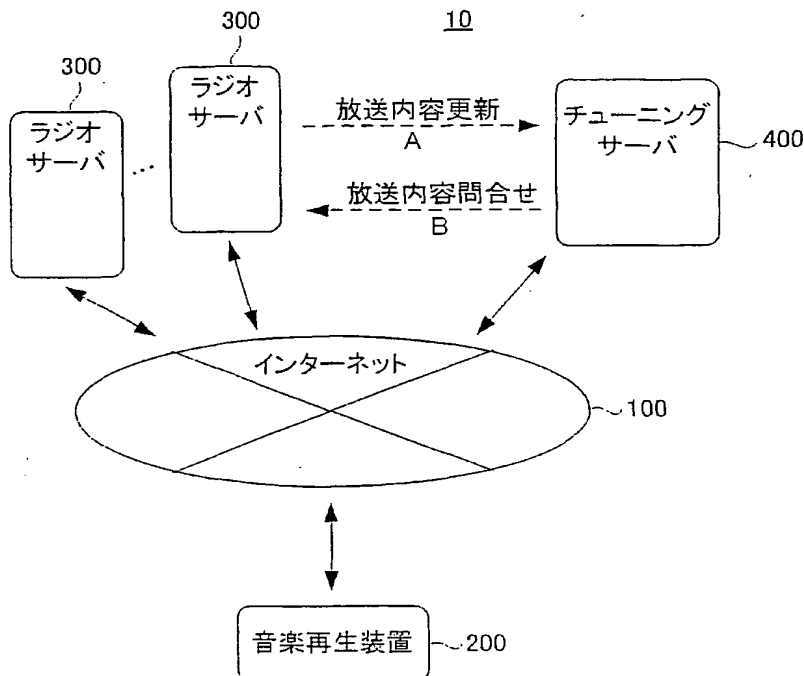 10
300
300
ラジオ
サーバ
ラジオ
サーバ
...
放送内容更新
A
放送内容問合せ
B
チューニング
サーバ
400
インターネット
100
音楽再生装置
200